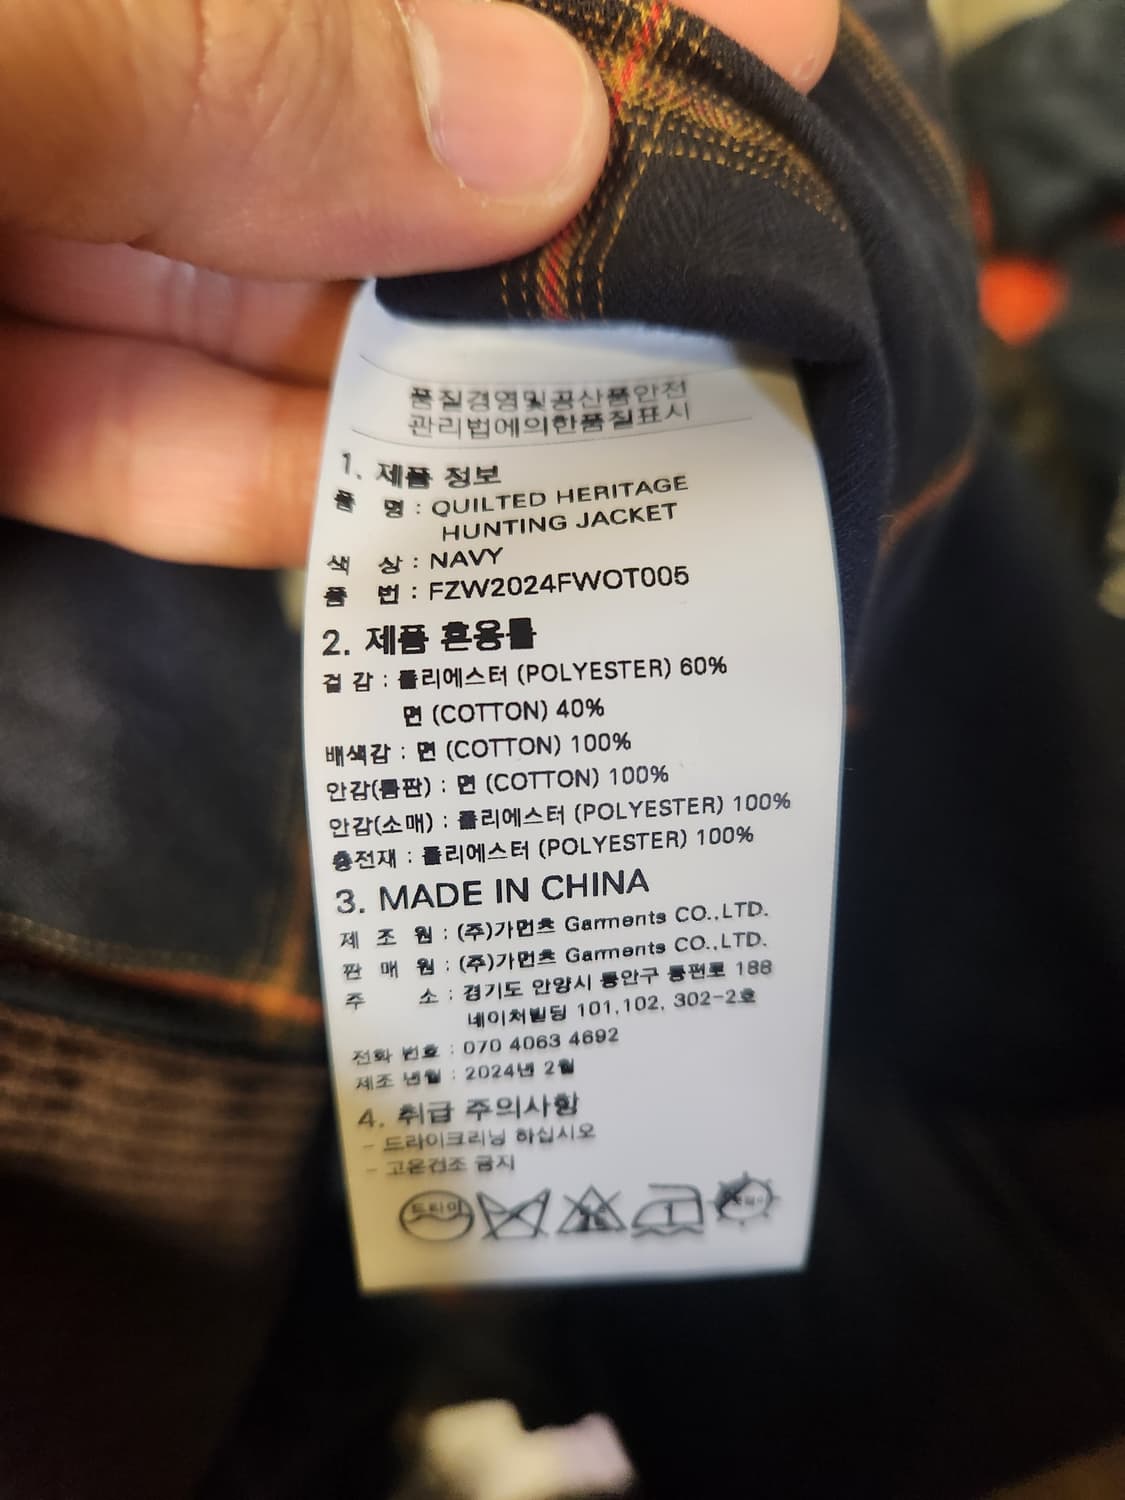 품질경영및공산품안전
관리법에의한품질표시
1. 제품 정보
품 명 : QUILTED HERITAGE
HUNTING JACKET
색 상 : NAVY
품 번 : FZW2024FWOT005
2. 제품 혼용률
겉 감 : 폴리에스터 (POLYESTER) 60%
면 (COTTON) 40%
배색감 : 면 (COTTON) 100%
안감(몸판) : 면 (COTTON) 100%
안감(소매) : 폴리에스터 (POLYESTER) 100%
충전재 : 폴리에스터 (POLYESTER) 100%
3. MADE IN CHINA
제 조 원 : (주)가먼츠 Garments CO.,LTD.
판 매 원 : (주)가먼츠 Garments CO.,LTD.
주 소 : 경기도 안양시 동안구 동편로 188
네이처빌딩 101,102, 302-2호
전화 번호 : 070 4063 4692
제조 년월 : 2024년 2월
4. 취급 주의사항
- 드라이크리닝 하십시오
- 고온건조 금지
드라이
1